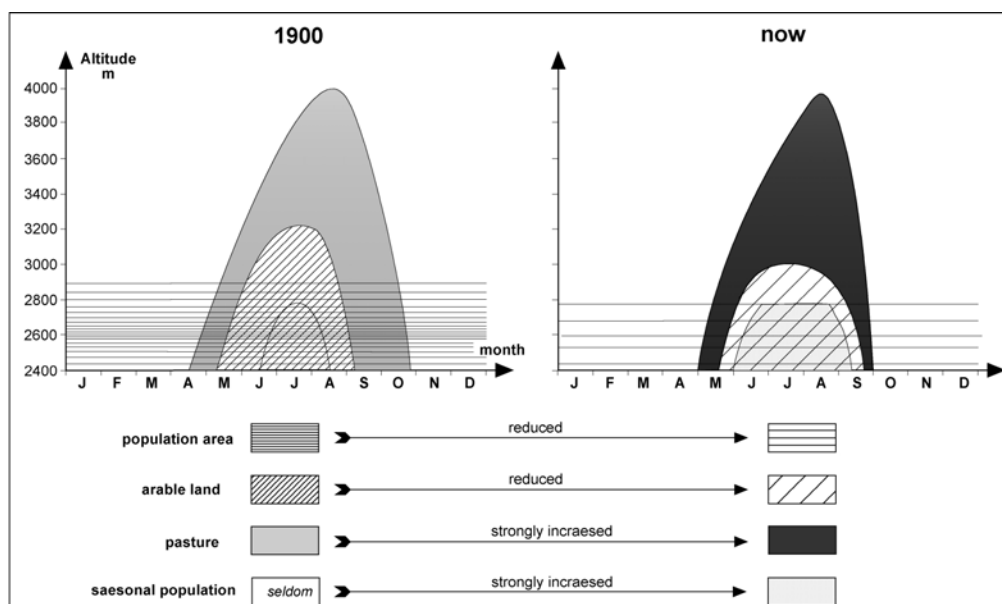 1900
now
Altitude
m
4000
3800
3600
3400
3200
3000
2800
2600
2400
month
J F M A M J J A S O N D
J F M A M J J A S O N D
population area reduced
arable land reduced
pasture strongly incraesed
saesonal population seldom strongly incraesed